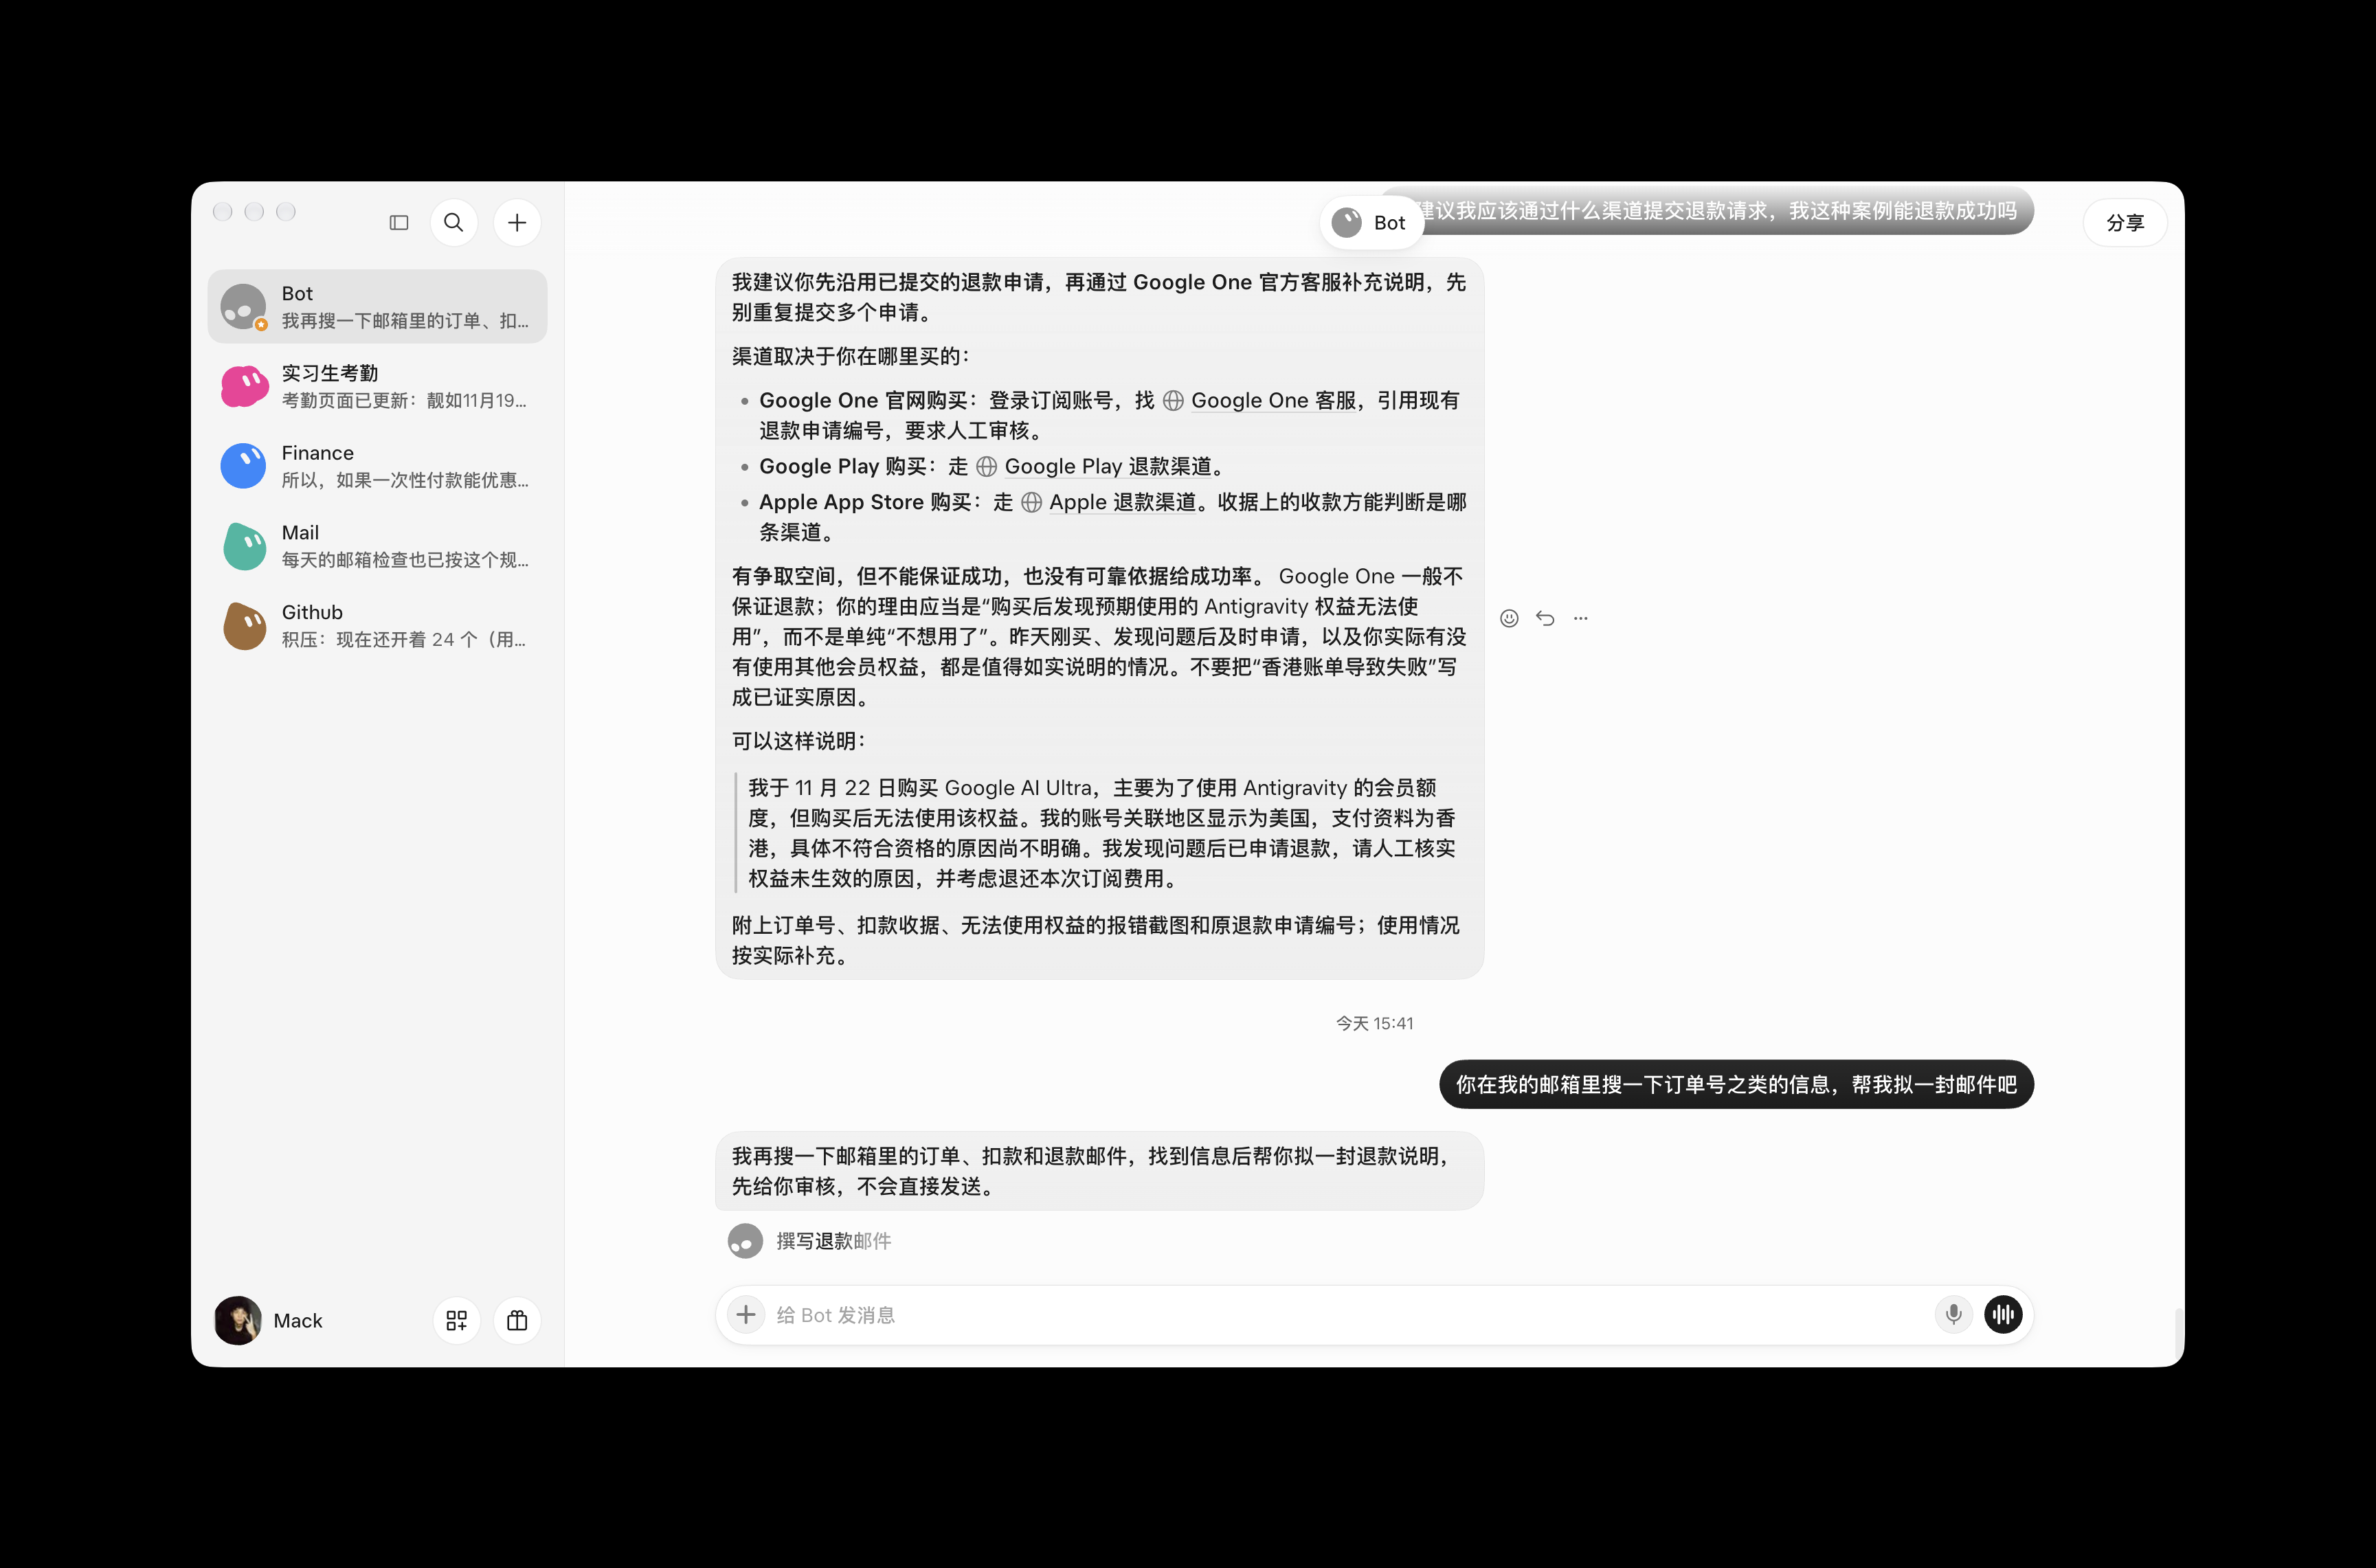 Bot
我再搜一下邮箱里的订单、扣...
实习生考勤
考勤页面已更新：靓如11月19...
Finance
所以，如果一次性付款能优惠...
Mail
每天的邮箱检查也已按这个规...
Github
积压：现在还开着 24 个（用...
Mack
Bot
建议我应该通过什么渠道提交退款请求，我这种案例能退款成功吗
分享
我建议你先沿用已提交的退款申请，再通过 Google One 官方客服补充说明，先
别重复提交多个申请。
渠道取决于你在哪里买的：
• Google One 官网购买：登录订阅账号，找 Google One 客服，引用现有
退款申请编号，要求人工审核。
• Google Play 购买：走 Google Play 退款渠道。
• Apple App Store 购买：走 Apple 退款渠道。收据上的收款方能判断是哪
条渠道。
有争取空间，但不能保证成功，也没有可靠依据给成功率。 Google One 一般不
保证退款；你的理由应当是“购买后发现预期使用的 Antigravity 权益无法使
用”，而不是单纯“不想用了”。昨天刚买、发现问题后及时申请，以及你实际有没
有使用其他会员权益，都是值得如实说明的情况。不要把“香港账单导致失败”写
成已证实原因。
可以这样说明：
我于 11 月 22 日购买 Google AI Ultra，主要为了使用 Antigravity 的会员额
度，但购买后无法使用该权益。我的账号关联地区显示为美国，支付资料为香
港，具体不符合资格的原因尚不明确。我发现问题后已申请退款，请人工核实
权益未生效的原因，并考虑退还本次订阅费用。
附上订单号、扣款收据、无法使用权益的报错截图和原退款申请编号；使用情况
按实际补充。
今天 15:41
你在我的邮箱里搜一下订单号之类的信息，帮我拟一封邮件吧
我再搜一下邮箱里的订单、扣款和退款邮件，找到信息后帮你拟一封退款说明，
先给你审核，不会直接发送。
撰写退款邮件
给 Bot 发消息